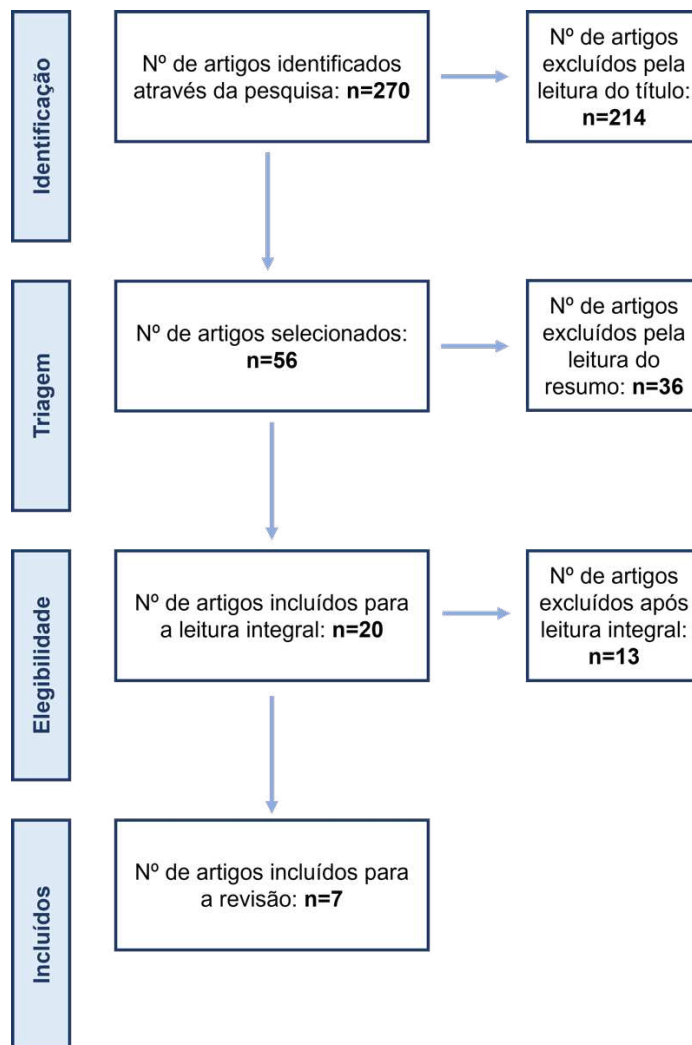 Identificação
Nº de artigos identificados
através da pesquisa: n=270
Nº de artigos
excluídos pela
leitura do título:
n=214
Triagem
Nº de artigos selecionados:
n=56
Nº de artigos
excluídos pela
leitura do
resumo: n=36
Elegibilidade
Nº de artigos incluídos para
a leitura integral: n=20
Nº de artigos
excluídos após
leitura integral:
n=13
Incluídos
Nº de artigos incluídos para
a revisão: n=7